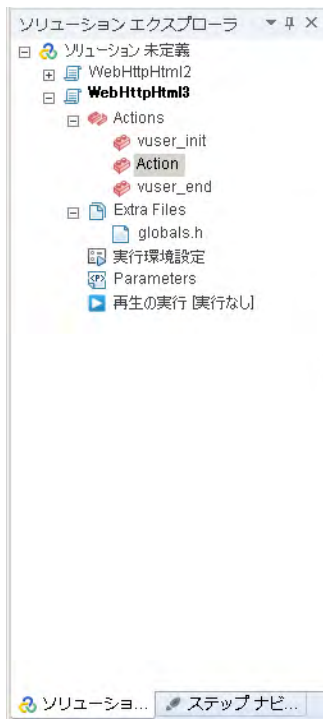 ソリューション エクスプローラ
ソリューション 未定義
WebHttpHtml2
WebHttpHtml3
Actions
vuser_init
Action
vuser_end
Extra Files
globals.h
実行環境設定
Parameters
再生の実行 [実行なし]
ソリューショ... ステップ ナビ...